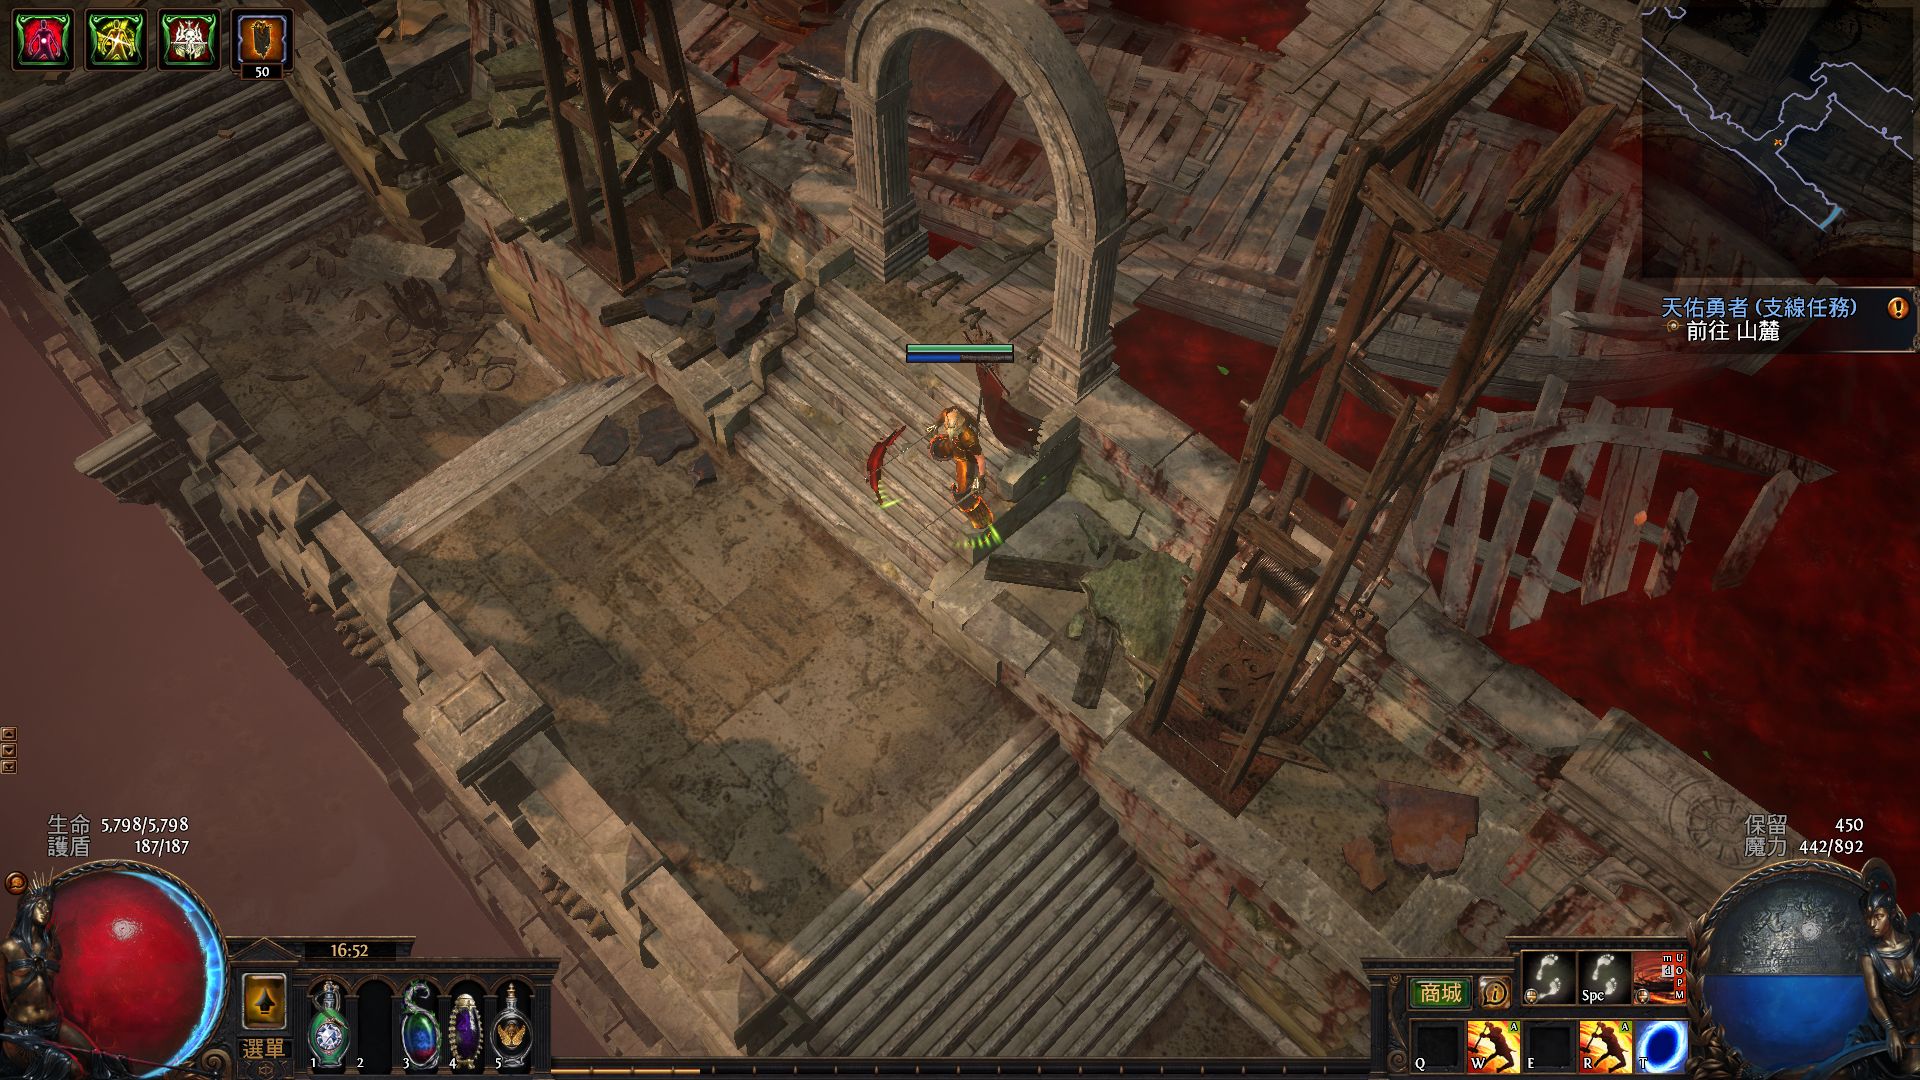 50
天佑勇者 (支線任務)
前往 山麓
生命 5,798/5,798
護盾 187/187
保留 450
魔力 442/892
16:52
選單
1 2 3 4 5
商城
Spc
m U
d O
P
M
Q W A E R A T